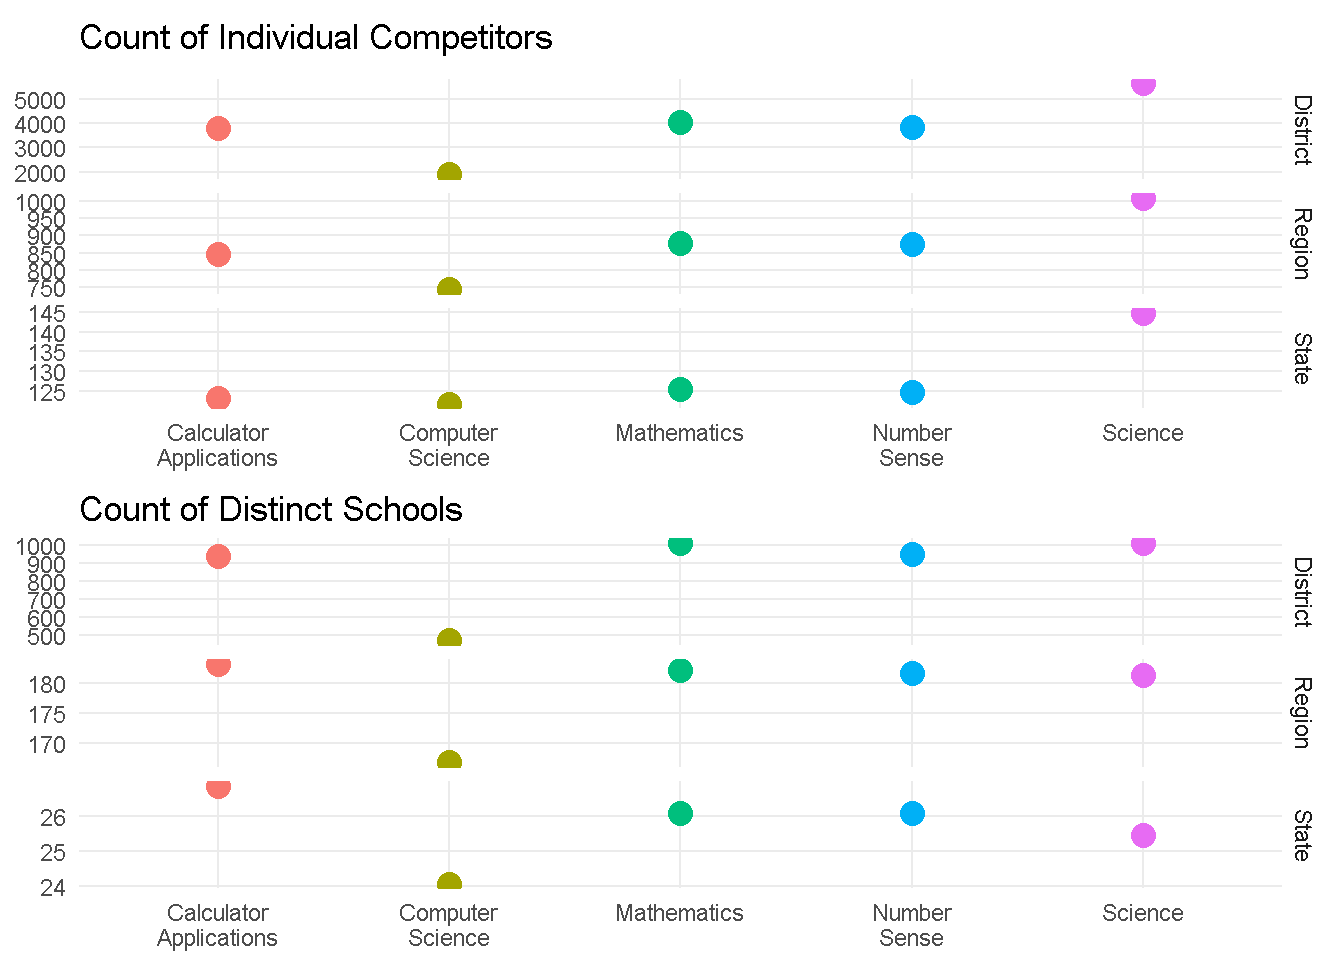 Count of Individual Competitors
5000
4000
3000
2000
District
1000
950
900
850
800
750
Region
145
140
135
130
125
State
Calculator
Applications
Computer
Science
Mathematics
Number
Sense
Science
Count of Distinct Schools
1000
900
800
700
600
500
District
180
175
170
Region
26
25
24
State
Calculator
Applications
Computer
Science
Mathematics
Number
Sense
Science